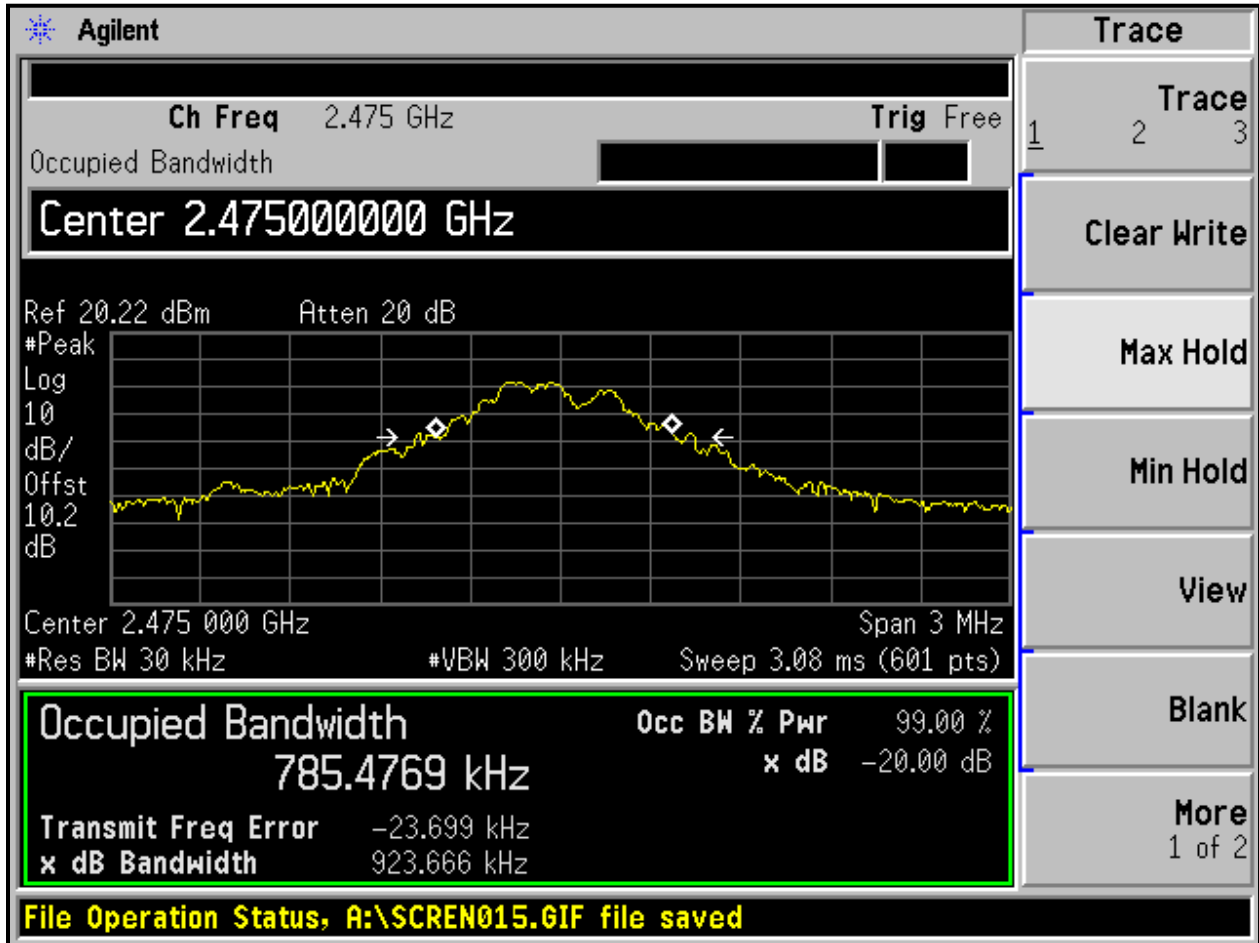 Agilent
Trace
Ch Freq 2.475 GHz Trig Free
Occupied Bandwidth
Center 2.475000000 GHz
Ref 20.22 dBm Atten 20 dB
#Peak
Log
10
dB/
Offst
10.2
dB
Center 2.475 000 GHz Span 3 MHz
#Res BW 30 kHz #VBW 300 kHz Sweep 3.08 ms (601 pts)
Occupied Bandwidth
785.4769 kHz
Occ BW % Pwr 99.00 %
x dB -20.00 dB
Transmit Freq Error -23.699 kHz
x dB Bandwidth 923.666 kHz
File Operation Status, A:\SCREN015.GIF file saved
Trace
1 2 3
Clear Write
Max Hold
Min Hold
View
Blank
More
1 of 2